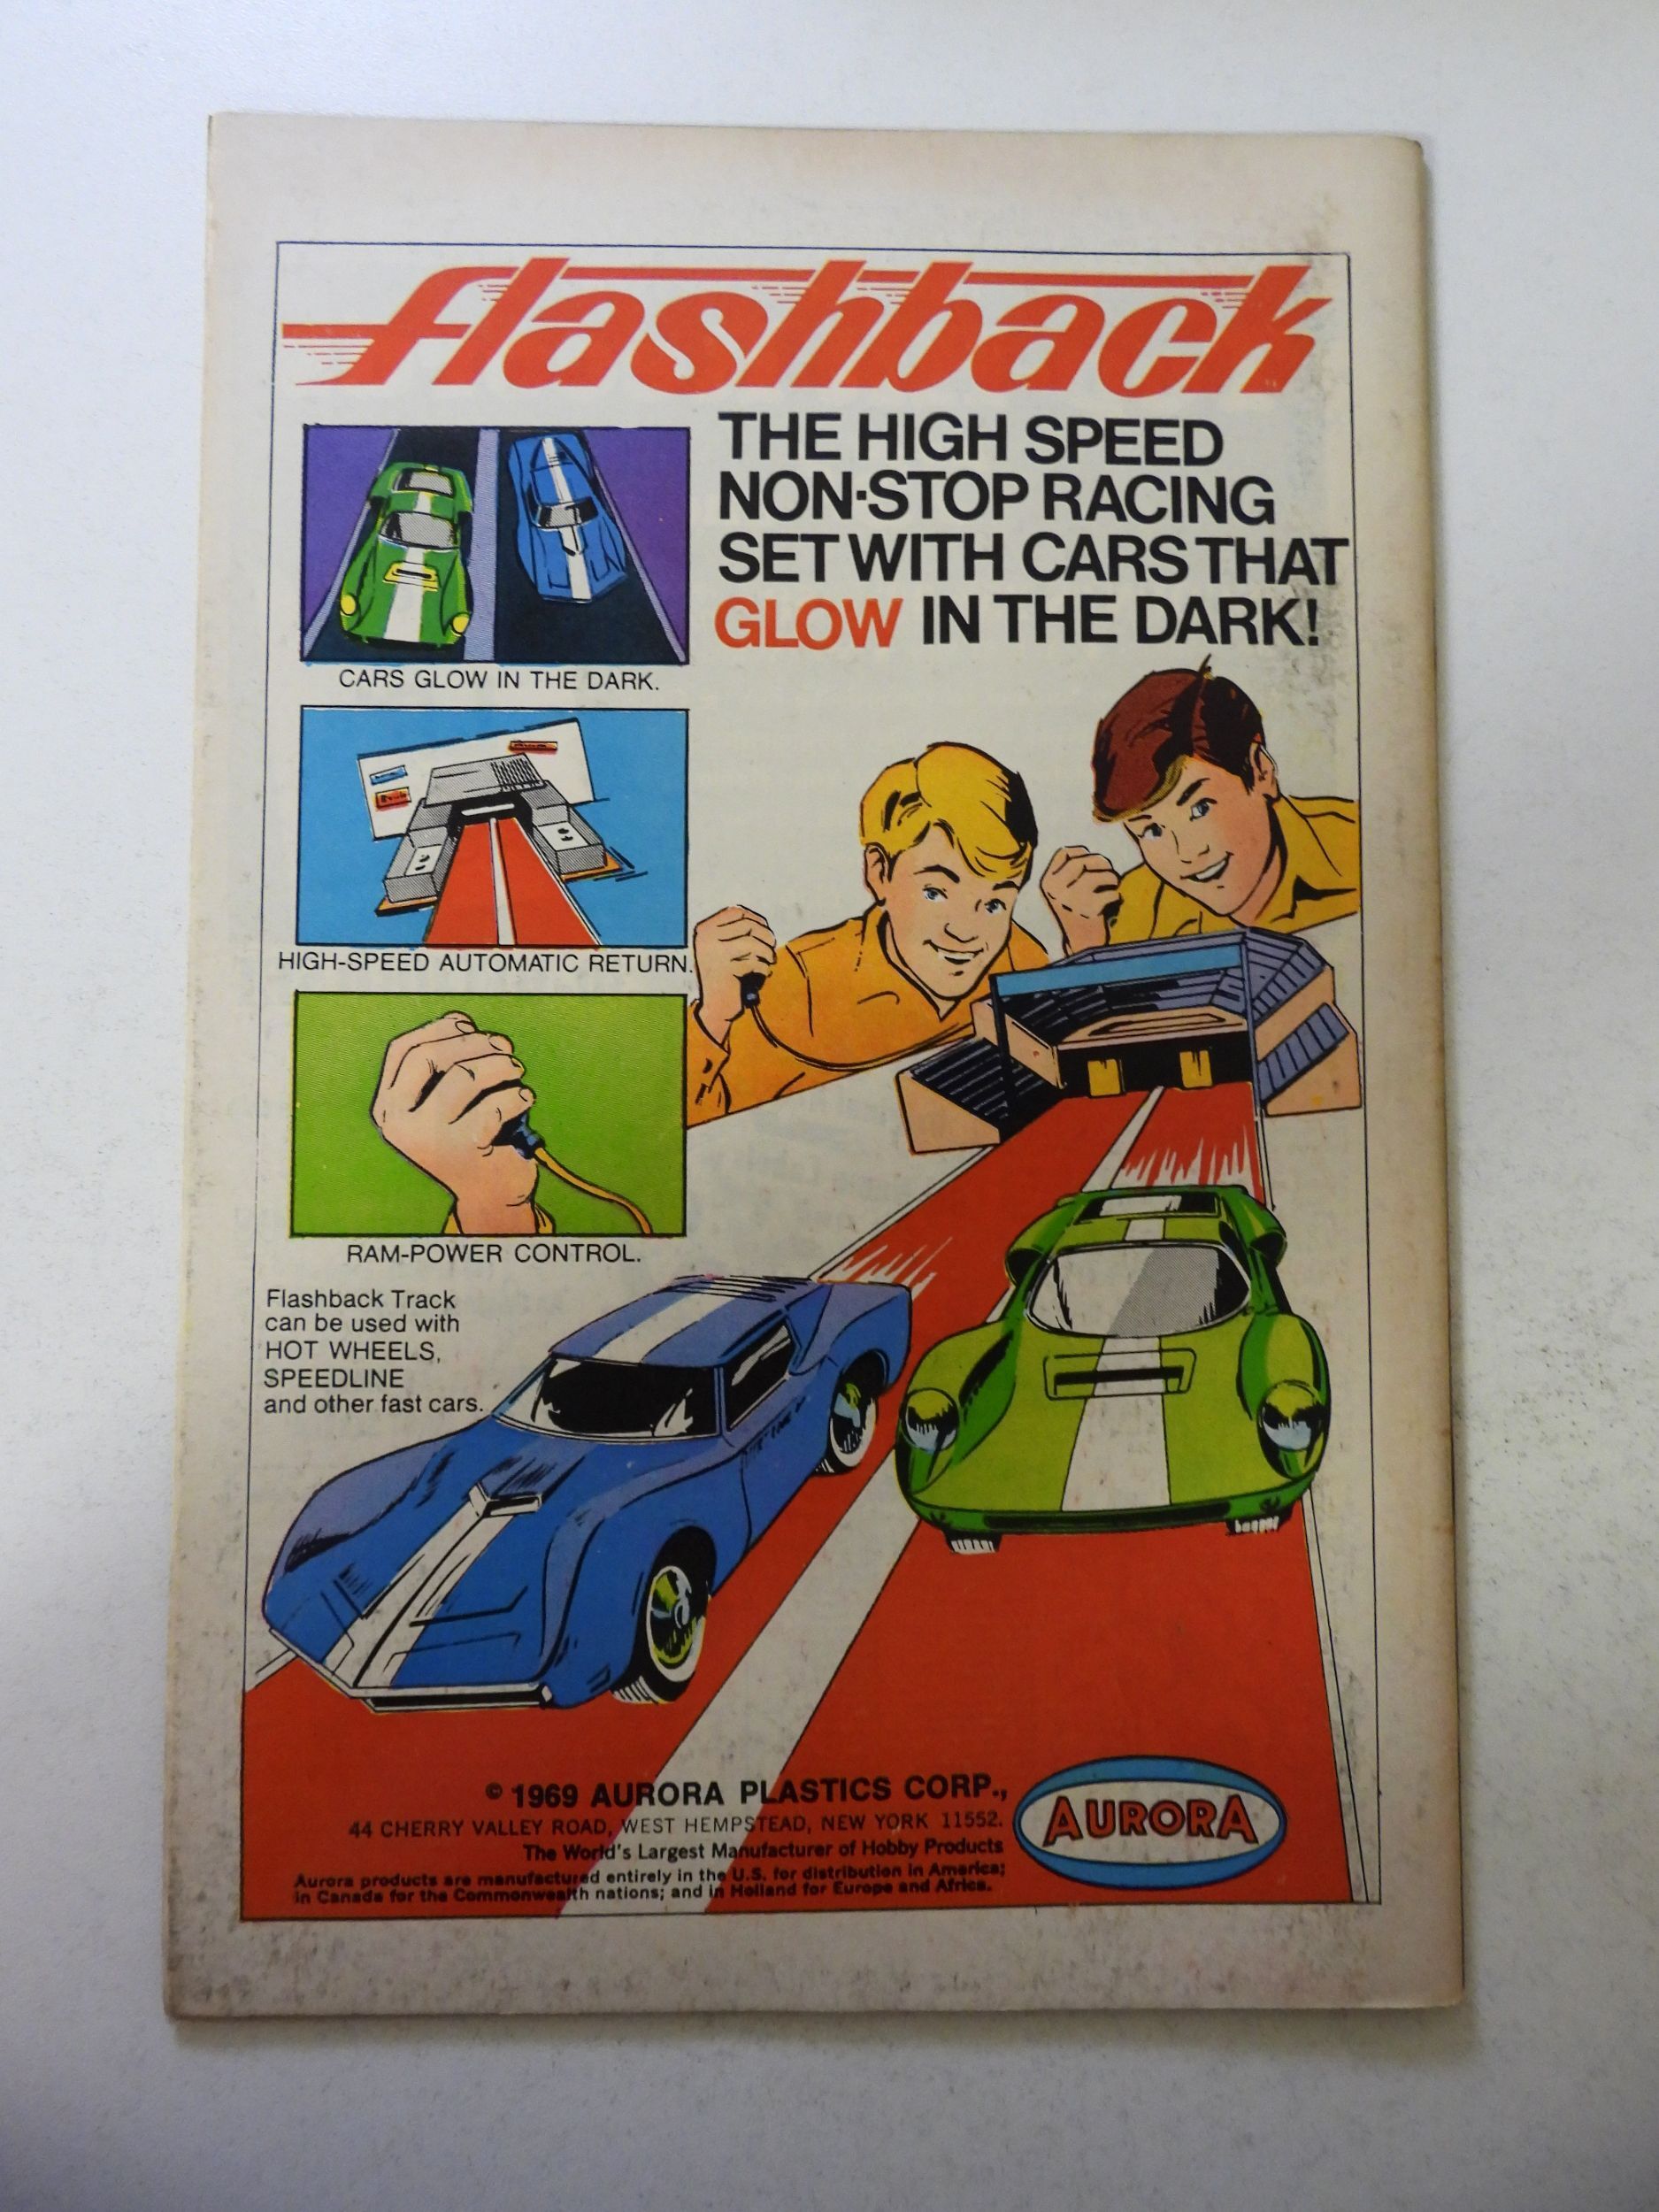 flashback
THE HIGH SPEED
NON-STOP RACING
SET WITH CARS THAT
GLOW IN THE DARK!
CARS GLOW IN THE DARK.
HIGH-SPEED AUTOMATIC RETURN.
RAM-POWER CONTROL.
Flashback Track
can be used with
HOT WHEELS,
SPEEDLINE
and other fast cars.
© 1969 AURORA PLASTICS CORP.,
44 CHERRY VALLEY ROAD, WEST HEMPSTEAD, NEW YORK 11552.
The World's Largest Manufacturer of Hobby Products
Aurora products are manufactured entirely in the U.S. for distribution in America;
in Canada for the Commonwealth nations; and in Holland for Europe and Africa.
AURORA